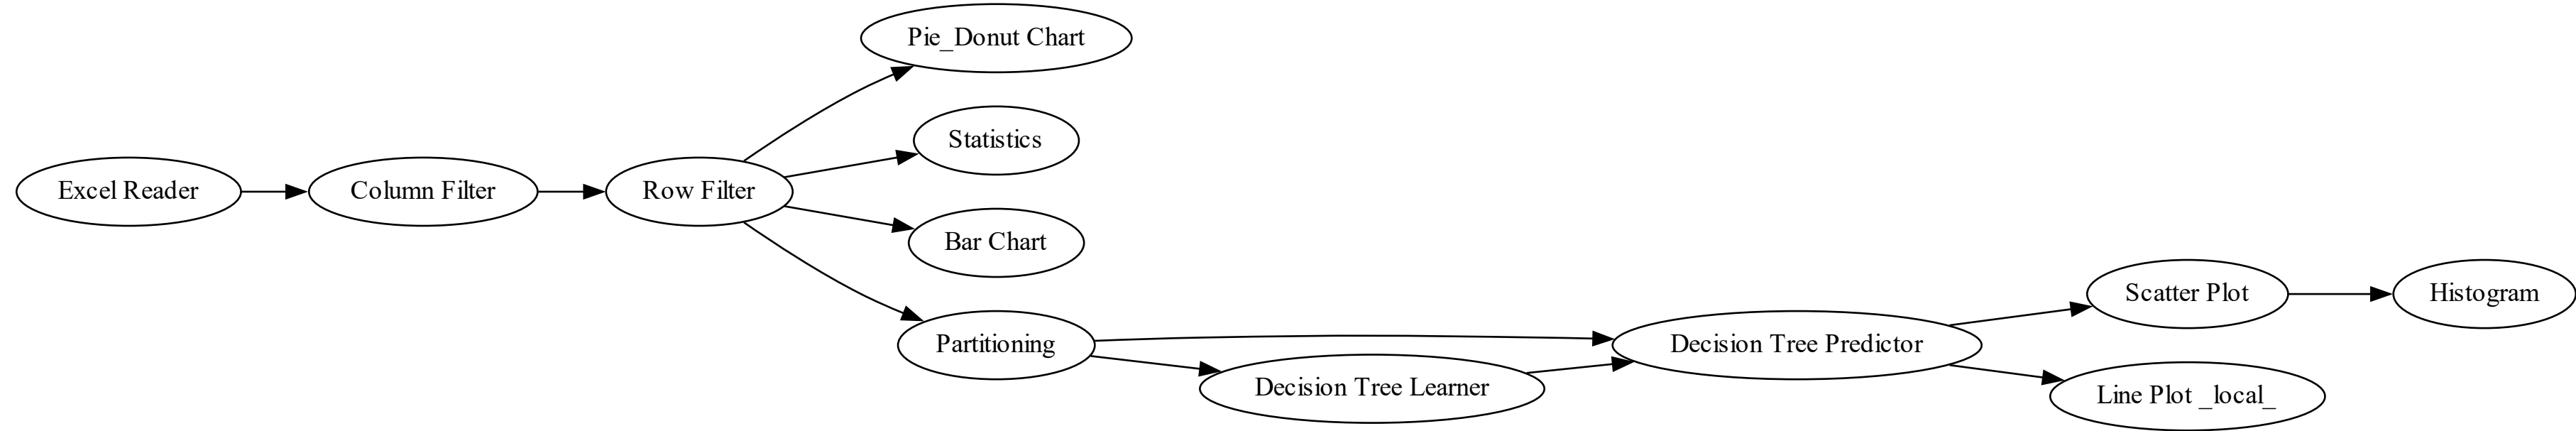 Pie_Donut Chart
Statistics
Excel Reader
Column Filter
Row Filter
Bar Chart
Scatter Plot
Histogram
Partitioning
Decision Tree Predictor
Decision Tree Learner
Line Plot _local_